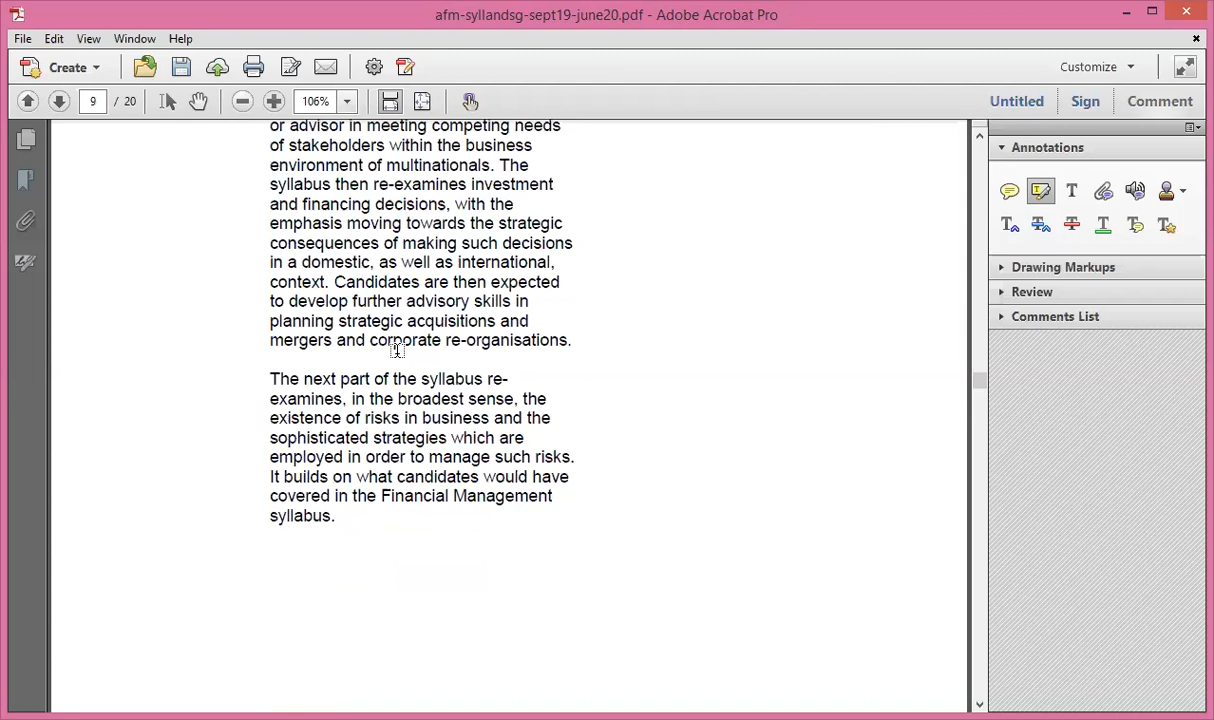 afm-syllandsg-sept19-june20.pdf - Adobe Acrobat Pro
File Edit View Window Help
Create
Customize
9 / 20
106%
Untitled Sign Comment
or advisor in meeting competing needs
of stakeholders within the business
environment of multinationals. The
syllabus then re-examines investment
and financing decisions, with the
emphasis moving towards the strategic
consequences of making such decisions
in a domestic, as well as international,
context. Candidates are then expected
to develop further advisory skills in
planning strategic acquisitions and
mergers and corporate re-organisations.
The next part of the syllabus re-
examines, in the broadest sense, the
existence of risks in business and the
sophisticated strategies which are
employed in order to manage such risks.
It builds on what candidates would have
covered in the Financial Management
syllabus.
Annotations
Drawing Markups
Review
Comments List